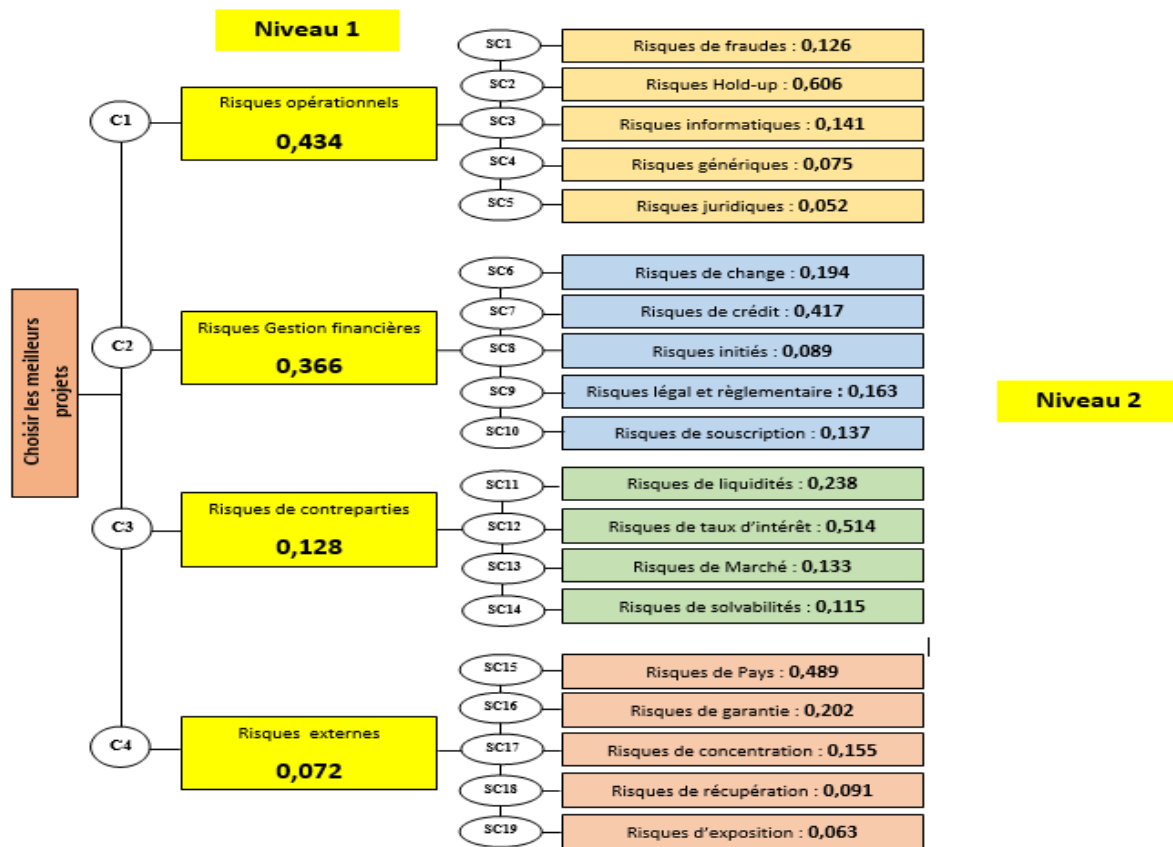 Niveau 1
Choisir les meilleurs
projets
C1
Risques opérationnels
0,434
SC1
Risques de fraudes : 0,126
SC2
Risques Hold-up : 0,606
SC3
Risques informatiques : 0,141
SC4
Risques génériques : 0,075
SC5
Risques juridiques : 0,052
C2
Risques Gestion financières
0,366
SC6
Risques de change : 0,194
SC7
Risques de crédit : 0,417
SC8
Risques initiés : 0,089
SC9
Risques légal et règlementaire : 0,163
SC10
Risques de souscription : 0,137
Niveau 2
C3
Risques de contreparties
0,128
SC11
Risques de liquidités : 0,238
SC12
Risques de taux d’intérêt : 0,514
SC13
Risques de Marché : 0,133
SC14
Risques de solvabilités : 0,115
C4
Risques externes
0,072
SC15
Risques de Pays : 0,489
SC16
Risques de garantie : 0,202
SC17
Risques de concentration : 0,155
SC18
Risques de récupération : 0,091
SC19
Risques d’exposition : 0,063